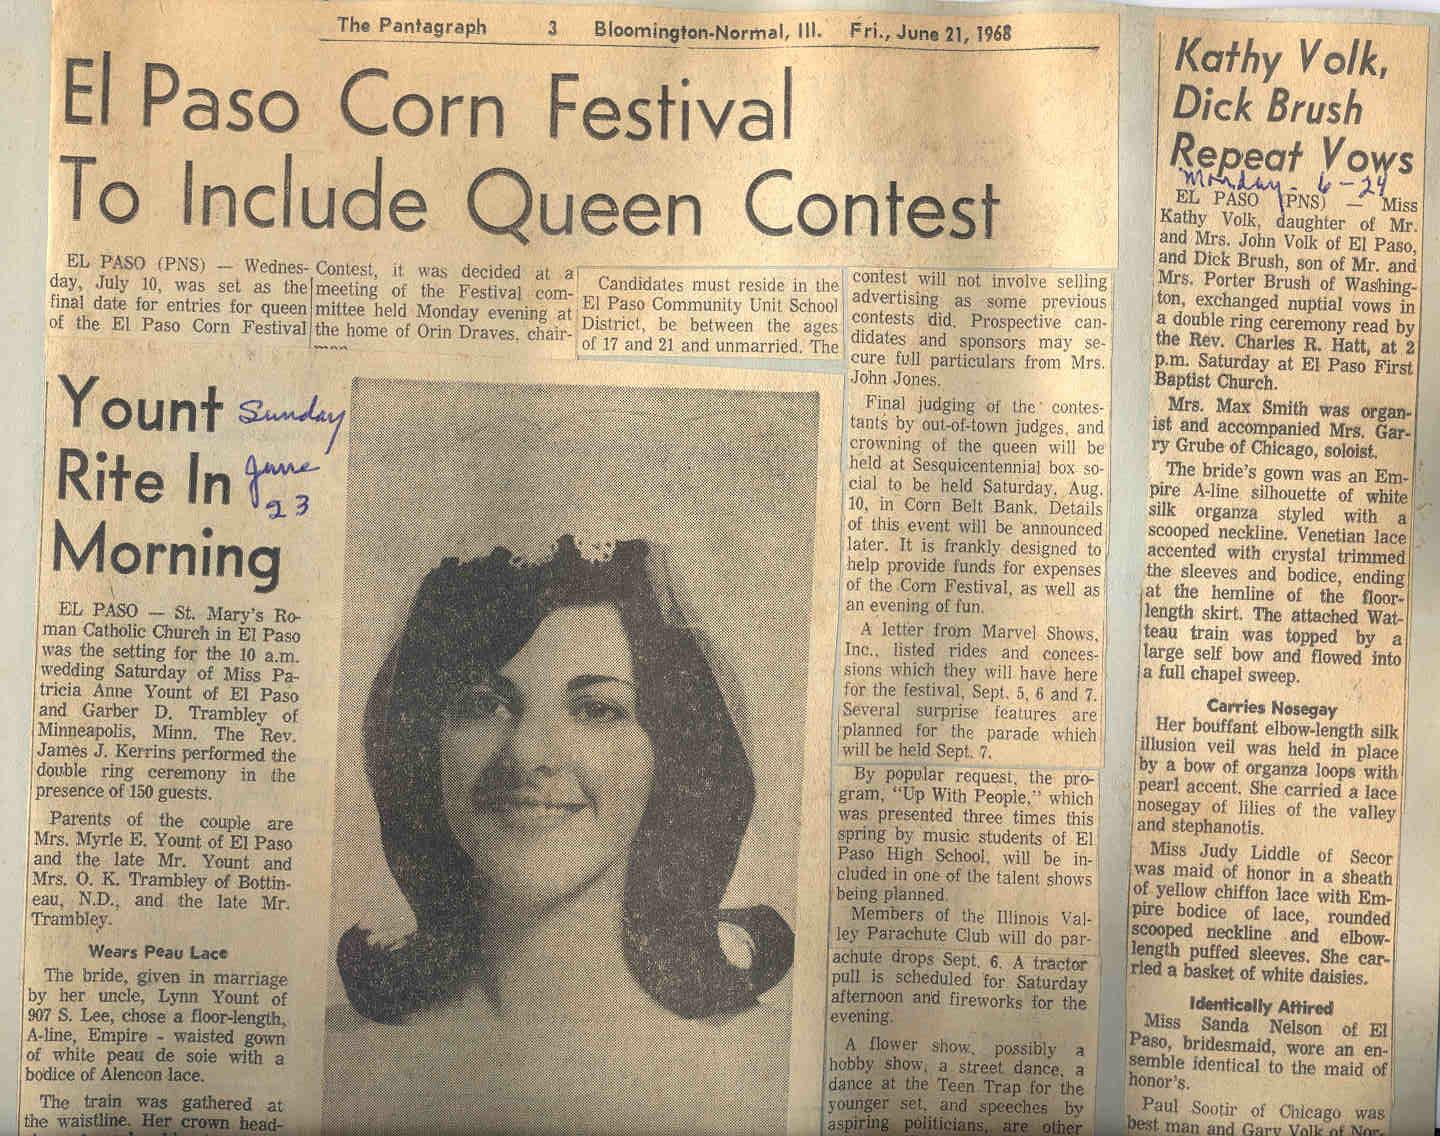 The Pantagraph 3 Bloomington-Normal, Ill. Fri., June 21, 1968
El Paso Corn Festival
To Include Queen Contest
EL PASO (PNS) — Wednes-
day, July 10, was set as the
final date for entries for queen
of the El Paso Corn Festival
Contest, it was decided at a
meeting of the Festival com-
mittee held Monday evening at
the home of Orin Draves, chair-
Candidates must reside in the
El Paso Community Unit School
District, be between the ages
of 17 and 21 and unmarried. The
contest will not involve selling
advertising as some previous
contests did. Prospective can-
didates and sponsors may se-
cure full particulars from Mrs.
John Jones.
Final judging of the contes-
tants by out-of-town judges, and
crowning of the queen will be
held at Sesquicentennial box so-
cial to be held Saturday, Aug.
10, in Corn Belt Bank. Details
of this event will be announced
later. It is frankly designed to
help provide funds for expenses
of the Corn Festival, as well as
an evening of fun.
A letter from Marvel Shows,
Inc., listed rides and conces-
sions which they will have here
for the festival, Sept. 5, 6 and 7.
Several surprise features are
planned for the parade which
will be held Sept. 7.
By popular request, the pro-
gram, "Up With People," which
was presented three times this
spring by music students of El
Paso High School, will be in-
cluded in one of the talent shows
being planned.
Members of the Illinois Val-
ley Parachute Club will do par-
achute drops Sept. 6. A tractor
pull is scheduled for Saturday
afternoon and fireworks for the
evening.
A flower show, possibly a
hobby show, a street dance, a
dance at the Teen Trap for the
younger set, and speeches by
aspiring politicians, are other
Yount
Rite In
Morning
Sunday
June
23
EL PASO — St. Mary's Ro-
man Catholic Church in El Paso
was the setting for the 10 a.m.
wedding Saturday of Miss Pa-
tricia Anne Yount of El Paso
and Garber D. Trambley of
Minneapolis, Minn. The Rev.
James J. Kerrins performed the
double ring ceremony in the
presence of 150 guests.
Parents of the couple are
Mrs. Myrle E. Yount of El Paso
and the late Mr. Yount and
Mrs. O. K. Trambley of Bottin-
eau, N.D., and the late Mr.
Trambley.
Wears Peau Lace
The bride, given in marriage
by her uncle, Lynn Yount of
907 S. Lee, chose a floor-length,
A-line, Empire - waisted gown
of white peau de soie with a
bodice of Alencon lace.
The train was gathered at
the waistline. Her crown head-
Kathy Volk,
Dick Brush
Repeat Vows
Monday - 6-24
EL PASO (PNS) — Miss
Kathy Volk, daughter of Mr.
and Mrs. John Volk of El Paso,
and Dick Brush, son of Mr. and
Mrs. Porter Brush of Washing-
ton, exchanged nuptial vows in
a double ring ceremony read by
the Rev. Charles R. Hatt, at 2
p.m. Saturday at El Paso First
Baptist Church.
Mrs. Max Smith was organ-
ist and accompanied Mrs. Gar-
ry Grube of Chicago, soloist.
The bride's gown was an Em-
pire A-line silhouette of white
silk organza styled with a
scooped neckline. Venetian lace
accented with crystal trimmed
the sleeves and bodice, ending
at the hemline of the floor-
length skirt. The attached Wat-
teau train was topped by a
large self bow and flowed into
a full chapel sweep.
Carries Nosegay
Her bouffant elbow-length silk
illusion veil was held in place
by a bow of organza loops with
pearl accent. She carried a lace
nosegay of lilies of the valley
and stephanotis.
Miss Judy Liddle of Secor
was maid of honor in a sheath
of yellow chiffon lace with Em-
pire bodice of lace, rounded
scooped neckline and elbow-
length puffed sleeves. She car-
ried a basket of white daisies.
Identically Attired
Miss Sanda Nelson of El
Paso, bridesmaid, wore an en-
semble identical to the maid of
honor's.
Paul Sootir of Chicago was
best man and Gary Volk of Nor-